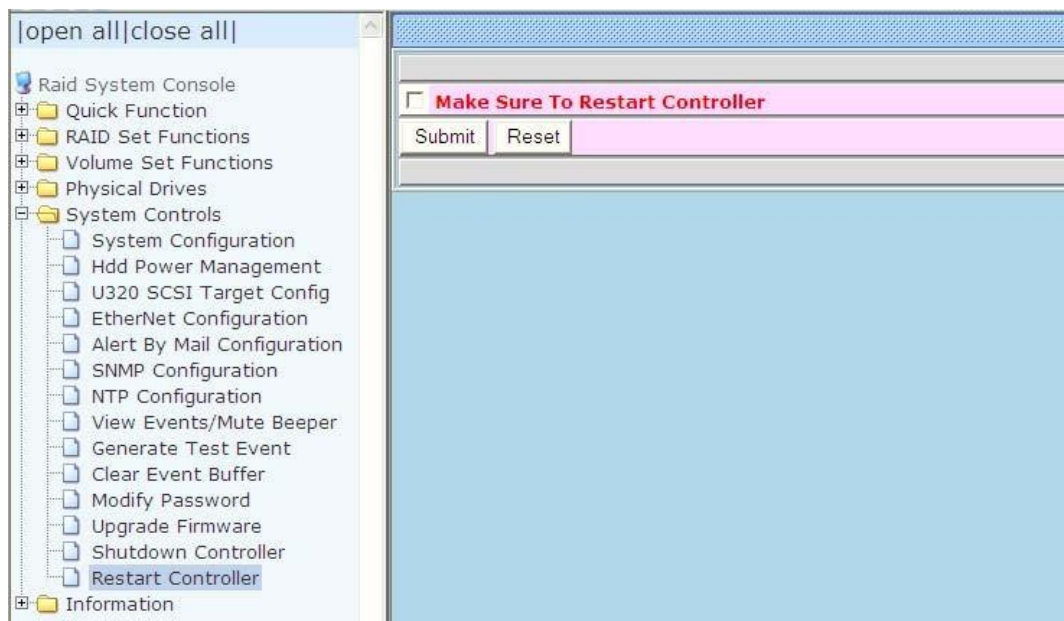 |open all|close all|
Raid System Console
Quick Function
RAID Set Functions
Volume Set Functions
Physical Drives
System Controls
System Configuration
Hdd Power Management
U320 SCSI Target Config
EtherNet Configuration
Alert By Mail Configuration
SNMP Configuration
NTP Configuration
View Events/Mute Beeper
Generate Test Event
Clear Event Buffer
Modify Password
Upgrade Firmware
Shutdown Controller
Restart Controller
Information
Make Sure To Restart Controller
Submit Reset